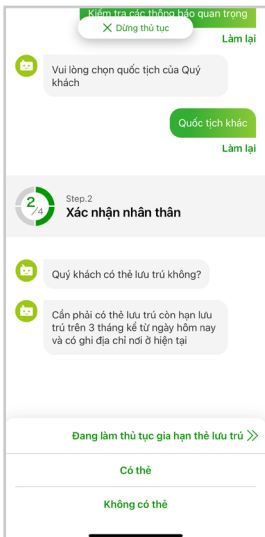 Kiểm tra các thông báo quan trọng
Dừng thủ tục
Làm lại
Vui lòng chọn quốc tịch của Quý
khách
Quốc tịch khác
Làm lại
2/4
Step.2
Xác nhận nhân thân
Quý khách có thẻ lưu trú không?
Cần phải có thẻ lưu trú còn hạn lưu
trú trên 3 tháng kể từ ngày hôm nay
và có ghi địa chỉ nơi ở hiện tại
Đang làm thủ tục gia hạn thẻ lưu trú
Có thẻ
Không có thẻ